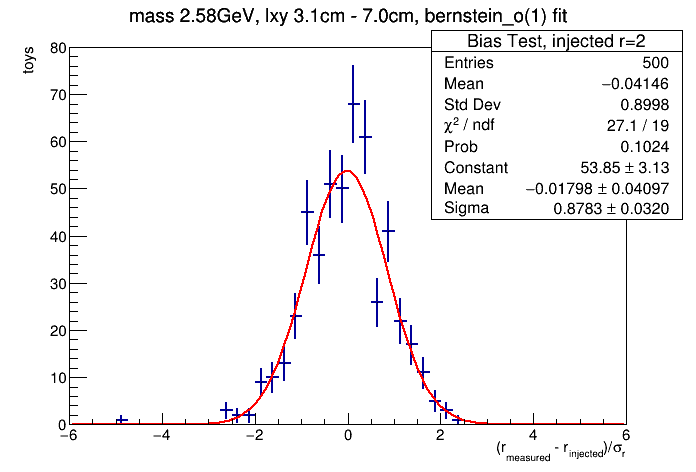 mass 2.58GeV, lxy 3.1cm - 7.0cm, bernstein_o(1) fit
Bias Test, injected r=2
Entries 500
Mean −0.04146
Std Dev 0.8998
χ² / ndf 27.1 / 19
Prob 0.1024
Constant 53.85 ± 3.13
Mean −0.01798 ± 0.04097
Sigma 0.8783 ± 0.0320
toys
80
70
60
50
40
30
20
10
0
−6 −4 −2 0 2 4 6
(r_measured - r_injected)/σ_r